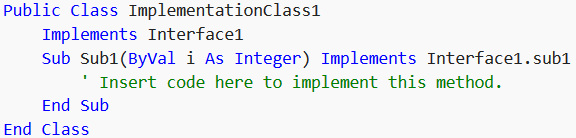 Public Class ImplementationClass1
    Implements Interface1
    Sub Sub1(ByVal i As Integer) Implements Interface1.sub1
        ' Insert code here to implement this method.
    End Sub
End Class